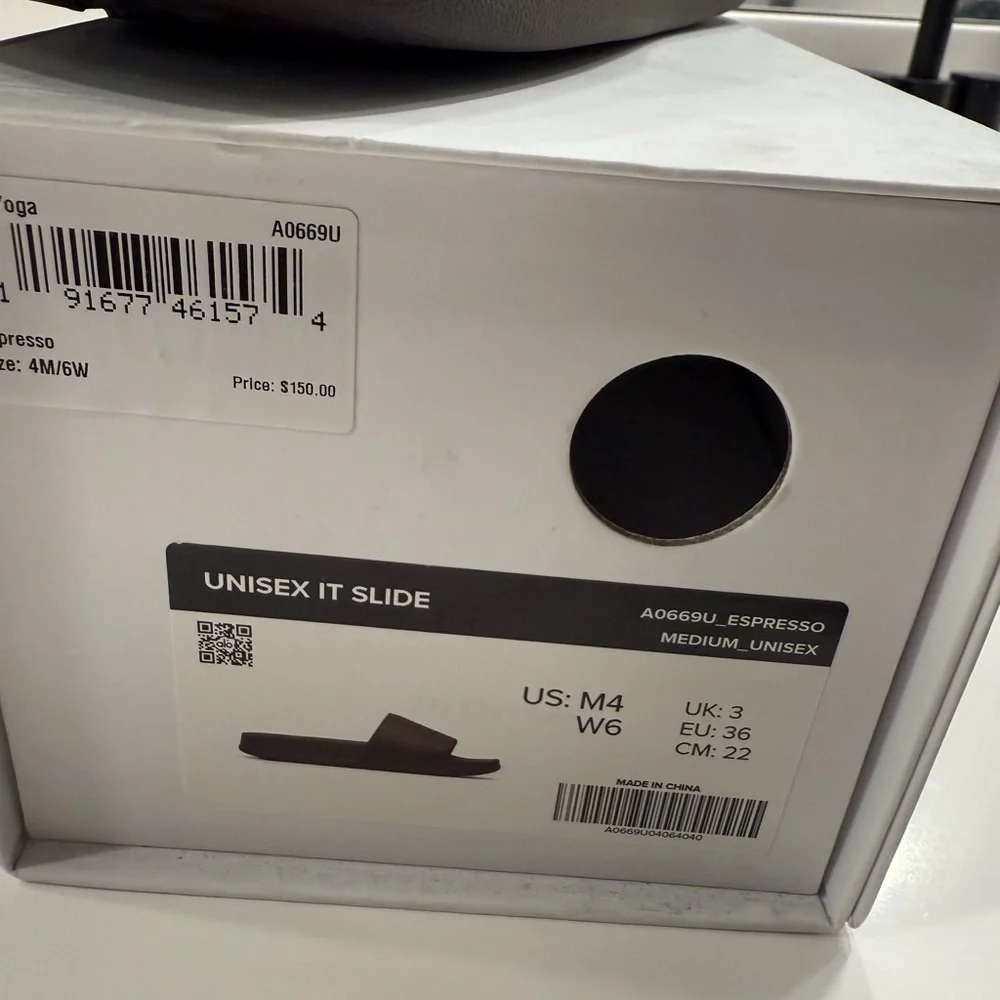 Yoga
A0669U
1 91677 46157 4
presso
ze: 4M/6W
Price: $150.00
UNISEX IT SLIDE
A0669U_ESPRESSO
MEDIUM_UNISEX
US: M4
W6
UK: 3
EU: 36
CM: 22
MADE IN CHINA
A0669U04064040